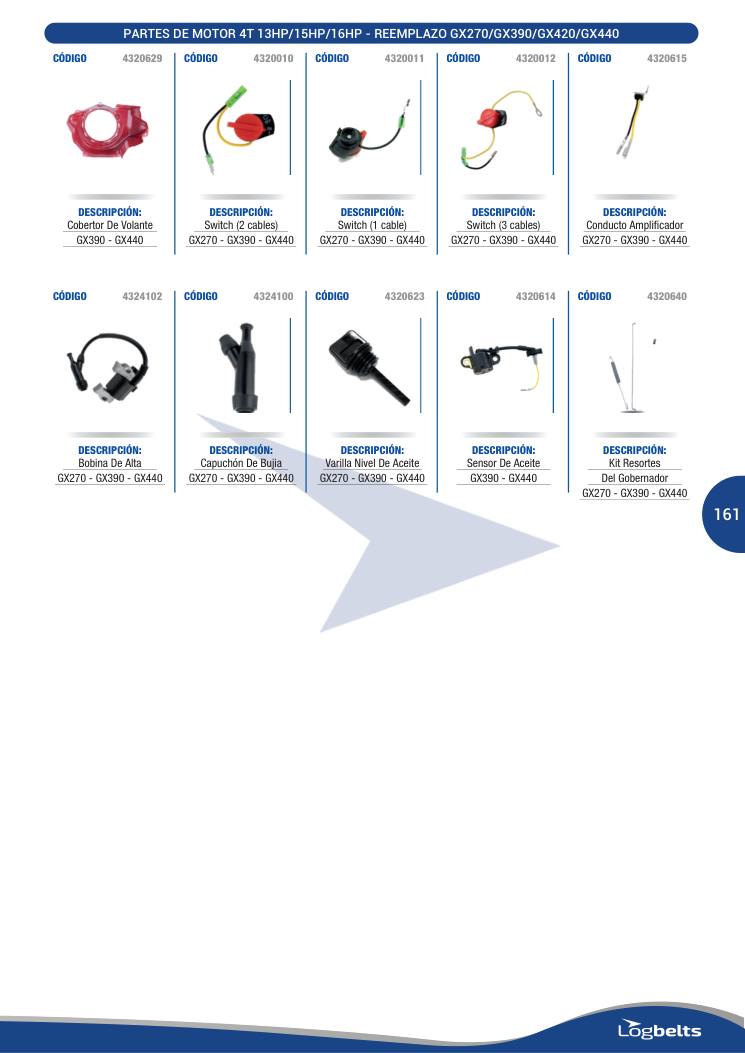 PARTES DE MOTOR 4T 13HP/15HP/16HP - REEMPLAZO GX270/GX390/GX420/GX440
CÓDIGO 4320629
CÓDIGO 4320010
CÓDIGO 4320011
CÓDIGO 4320012
CÓDIGO 4320615
DESCRIPCIÓN:
Cobertor De Volante
GX390 - GX440
DESCRIPCIÓN:
Switch (2 cables)
GX270 - GX390 - GX440
DESCRIPCIÓN:
Switch (1 cable)
GX270 - GX390 - GX440
DESCRIPCIÓN:
Switch (3 cables)
GX270 - GX390 - GX440
DESCRIPCIÓN:
Conducto Amplificador
GX270 - GX390 - GX440
CÓDIGO 4324102
CÓDIGO 4324100
CÓDIGO 4320623
CÓDIGO 4320614
CÓDIGO 4320640
DESCRIPCIÓN:
Bobina De Alta
GX270 - GX390 - GX440
DESCRIPCIÓN:
Capuchón De Bujia
GX270 - GX390 - GX440
DESCRIPCIÓN:
Varilla Nivel De Aceite
GX270 - GX390 - GX440
DESCRIPCIÓN:
Sensor De Aceite
GX390 - GX440
DESCRIPCIÓN:
Kit Resortes
Del Gobernador
GX270 - GX390 - GX440
161
Logbelts